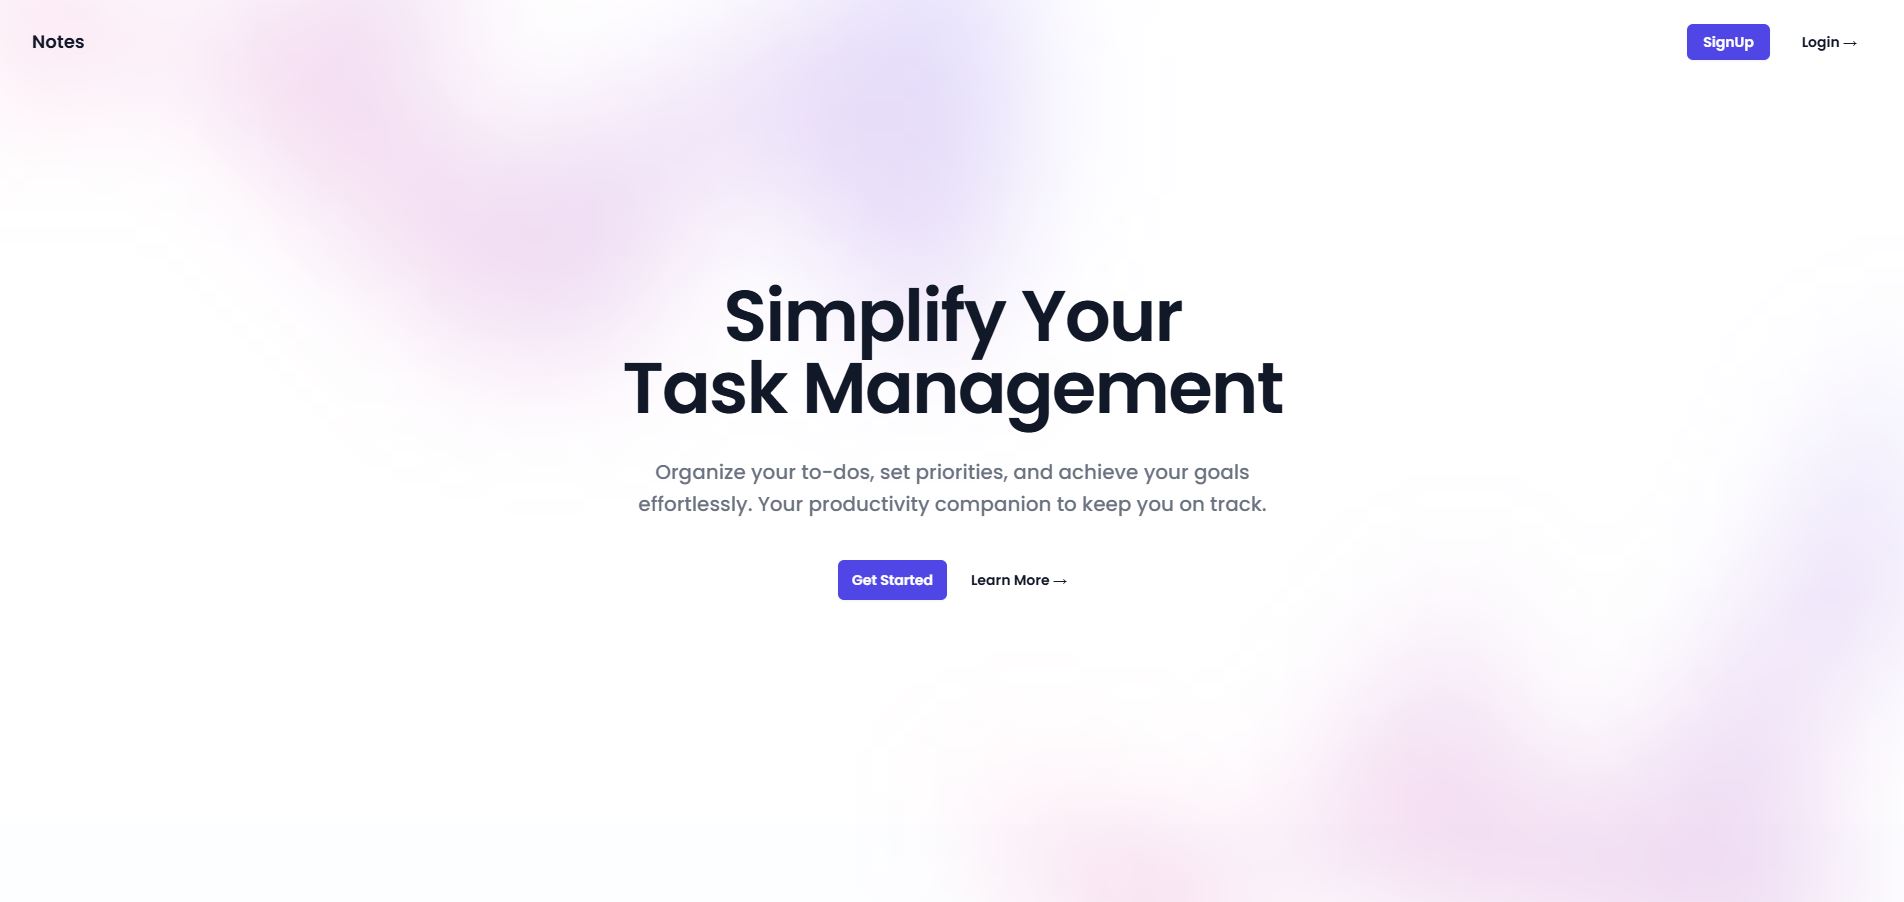 Notes
SignUp
Login →
Simplify Your
Task Management
Organize your to-dos, set priorities, and achieve your goals
effortlessly. Your productivity companion to keep you on track.
Get Started
Learn More →